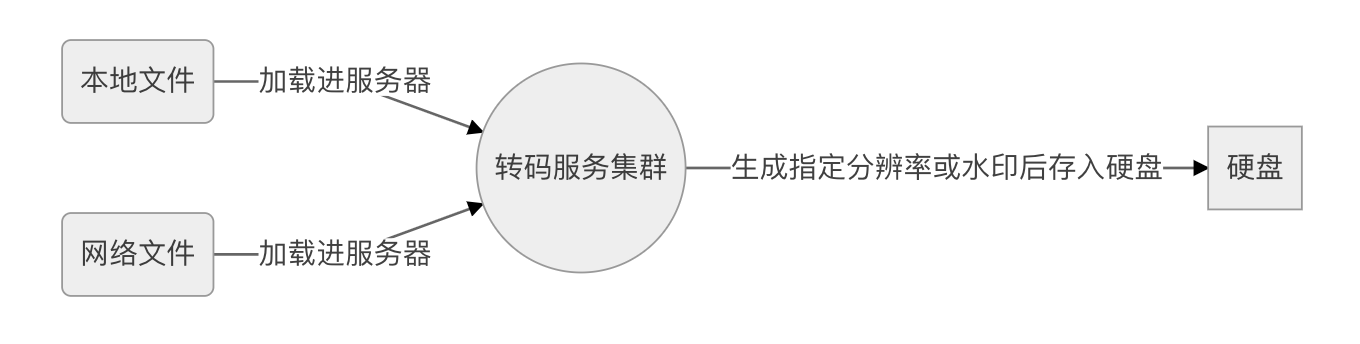 本地文件
加载进服务器
转码服务集群
生成指定分辨率或水印后存入硬盘
硬盘
网络文件
加载进服务器